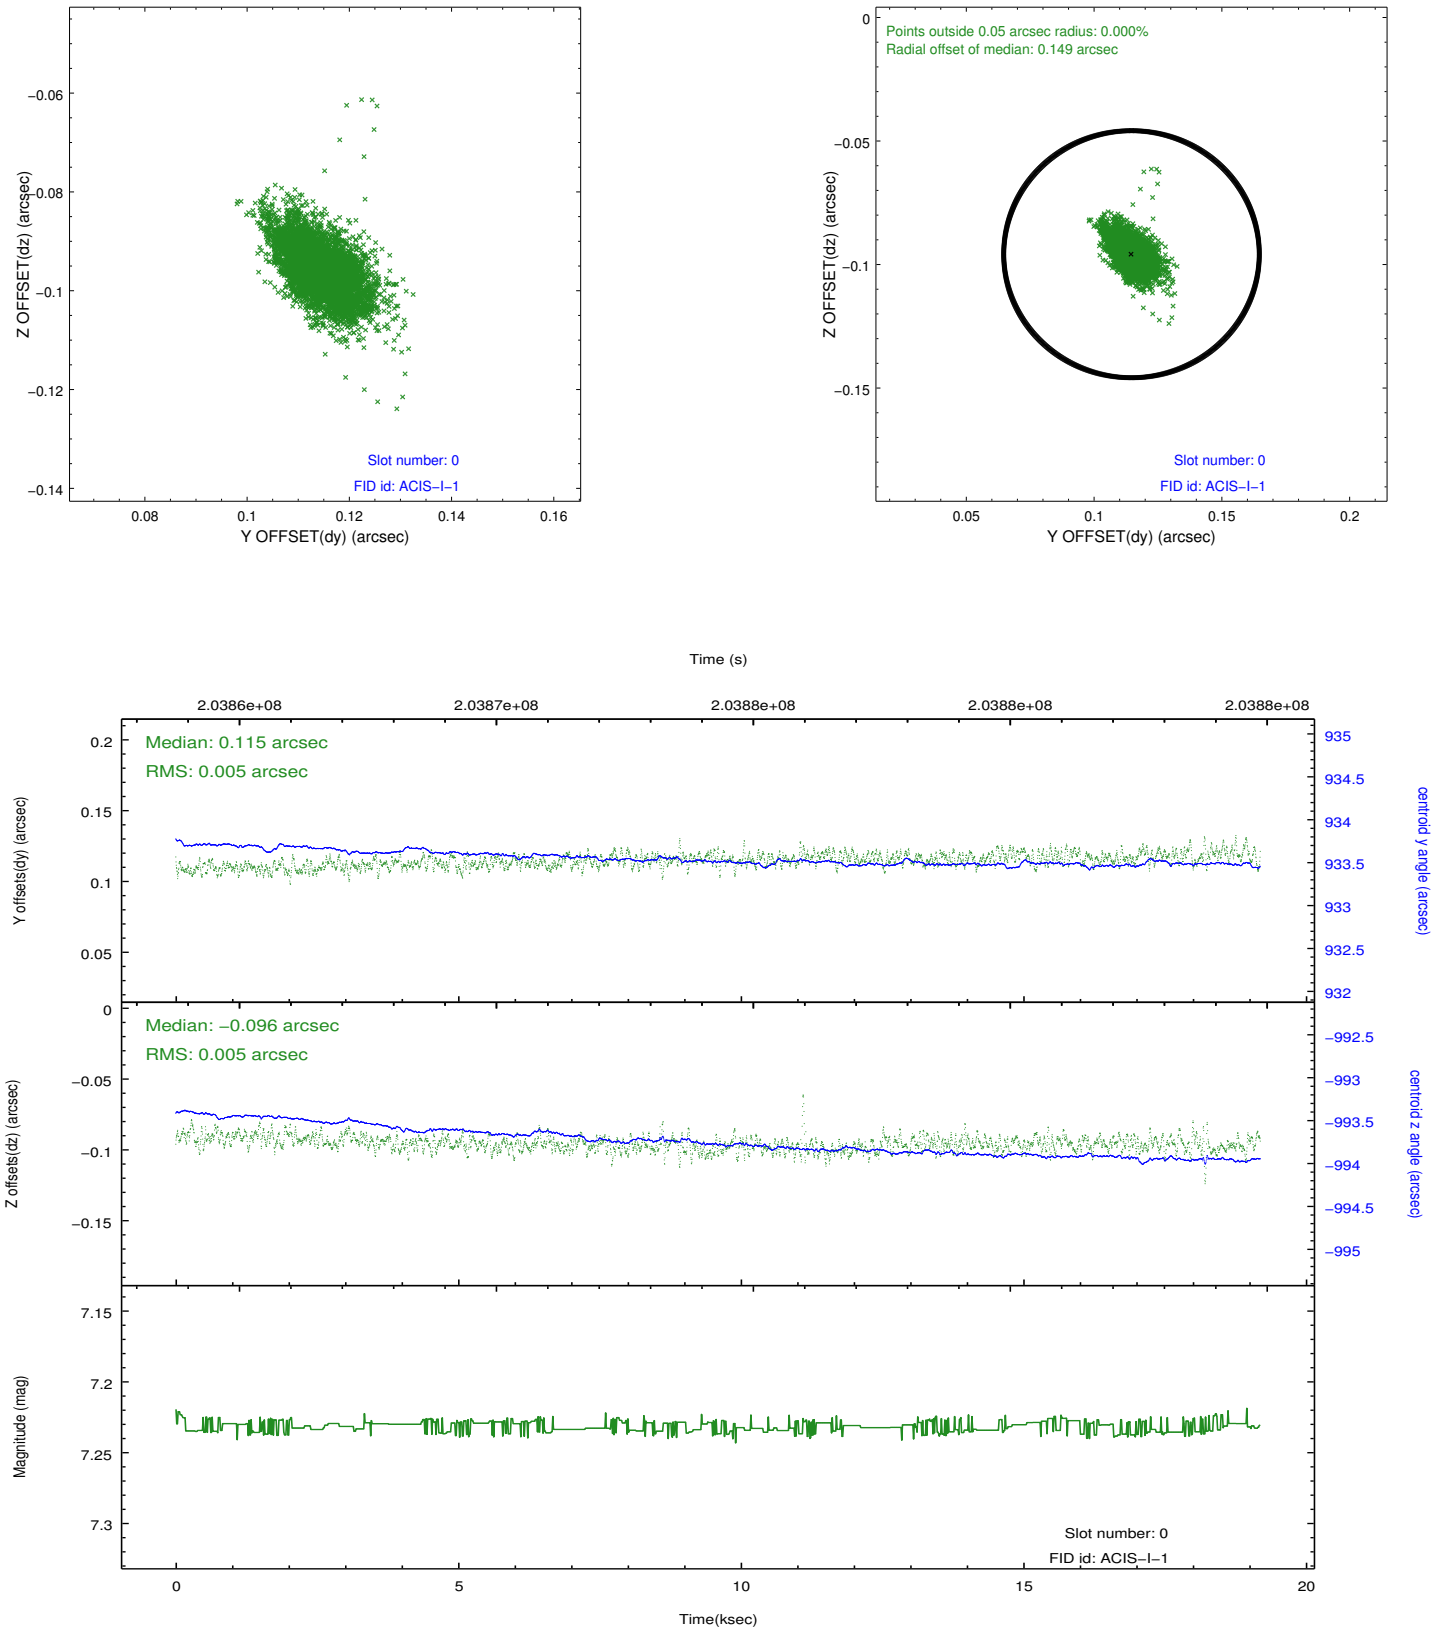 −0.06
−0.08
−0.1
−0.12
−0.14
Z OFFSET(dz) (arcsec)
Slot number: 0
FID id: ACIS−I−1
0.08 0.1 0.12 0.14 0.16
Y OFFSET(dy) (arcsec)
Points outside 0.05 arcsec radius: 0.000%
Radial offset of median: 0.149 arcsec
0
−0.05
−0.1
−0.15
Z OFFSET(dz) (arcsec)
Slot number: 0
FID id: ACIS−I−1
0.05 0.1 0.15 0.2
Y OFFSET(dy) (arcsec)
Time (s)
2.0386e+08 2.0387e+08 2.0388e+08 2.0388e+08 2.0388e+08
Median: 0.115 arcsec
RMS: 0.005 arcsec
0.2
0.15
0.1
0.05
Y offsets(dy) (arcsec)
935
934.5
934
933.5
933
932.5
932
centroid y angle (arcsec)
Median: −0.096 arcsec
RMS: 0.005 arcsec
0
−0.05
−0.1
−0.15
Z offsets(dz) (arcsec)
−992.5
−993
−993.5
−994
−994.5
−995
centroid z angle (arcsec)
7.15
7.2
7.25
7.3
Magnitude (mag)
Slot number: 0
FID id: ACIS−I−1
0 5 10 15 20
Time(ksec)